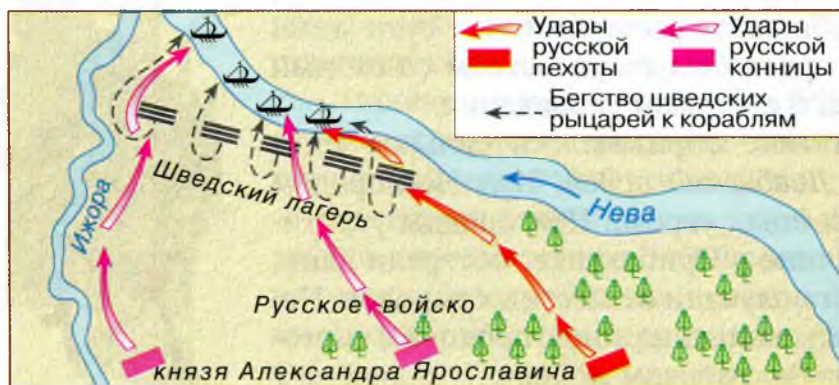 Удары
русской
пехоты
Удары
русской
конницы
Бегство шведских
рыцарей к кораблям
Шведский лагерь
Ижора
Нева
Русское войско
князя Александра Ярославича